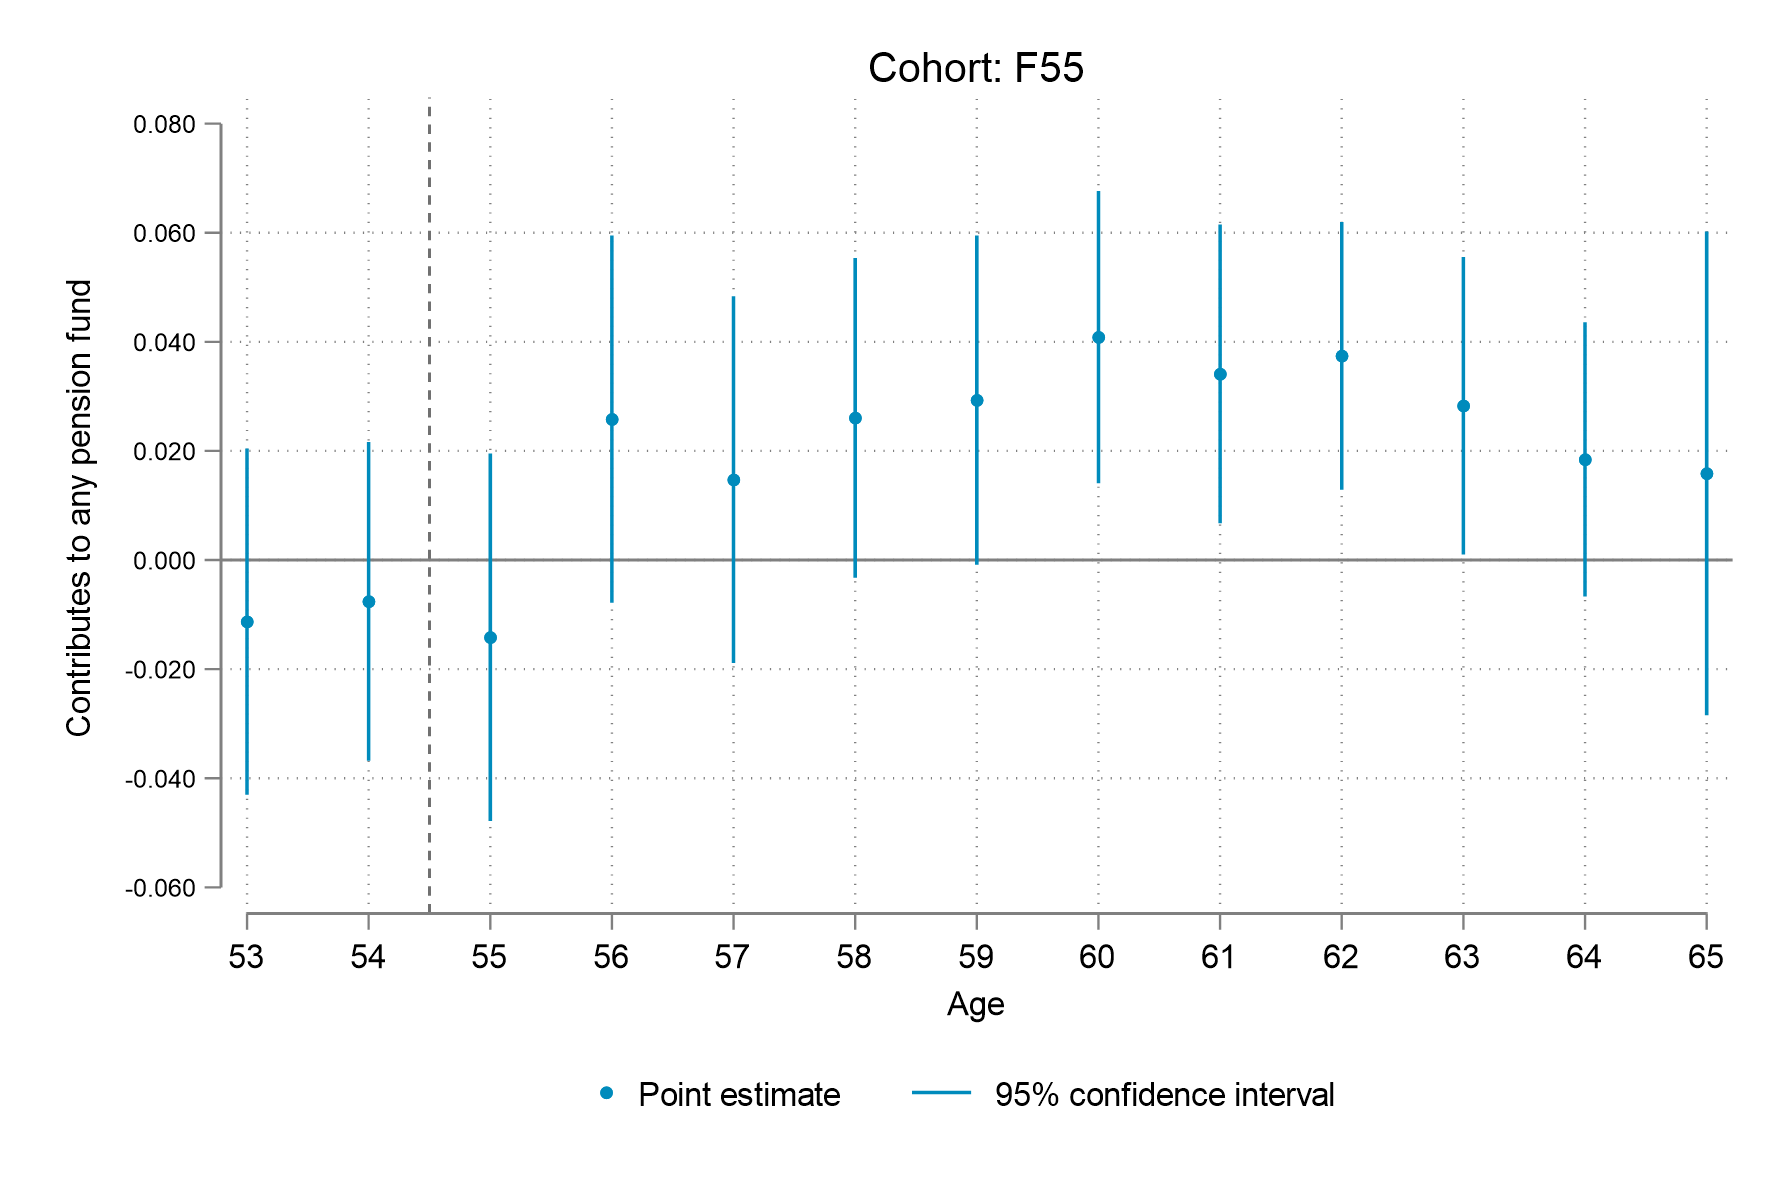 Cohort: F55
Contributes to any pension fund
0.080
0.060
0.040
0.020
0.000
-0.020
-0.040
-0.060
53 54 55 56 57 58 59 60 61 62 63 64 65
Age
Point estimate 95% confidence interval